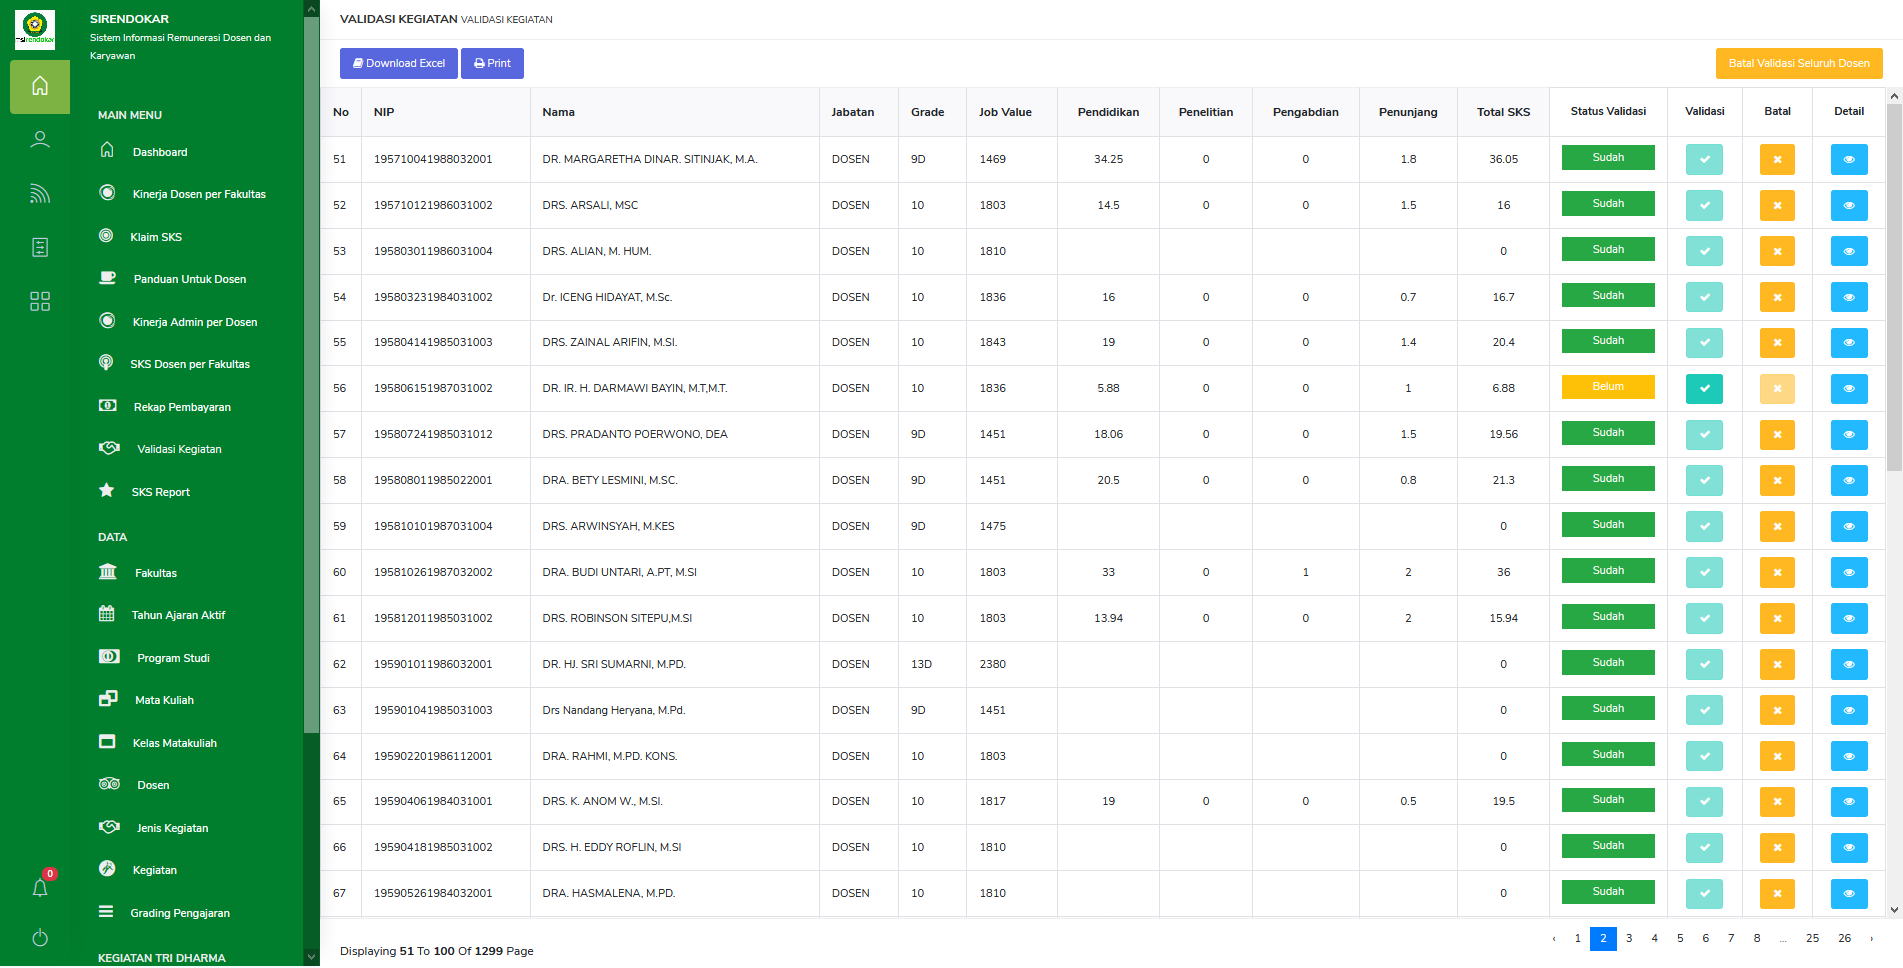 sirendokar
SIRENDOKAR
Sistem Informasi Remunerasi Dosen dan
Karyawan
MAIN MENU
Dashboard
Kinerja Dosen per Fakultas
Klaim SKS
Panduan Untuk Dosen
Kinerja Admin per Dosen
SKS Dosen per Fakultas
Rekap Pembayaran
Validasi Kegiatan
SKS Report
DATA
Fakultas
Tahun Ajaran Aktif
Program Studi
Mata Kuliah
Kelas Matakuliah
Dosen
Jenis Kegiatan
Kegiatan
Grading Pengajaran
KEGIATAN TRI DHARMA
0
VALIDASI KEGIATAN VALIDASI KEGIATAN
Download Excel Print Batal Validasi Seluruh Dosen
No NIP Nama Jabatan Grade Job Value Pendidikan Penelitian Pengabdian Penunjang Total SKS Status Validasi Validasi Batal Detail
51 195710041988032001 DR. MARGARETHA DINAR. SITINJAK, M.A. DOSEN 9D 1469 34.25 0 0 1.8 36.05 Sudah
52 195710121986031002 DRS. ARSALI, MSC DOSEN 10 1803 14.5 0 0 1.5 16 Sudah
53 195803011986031004 DRS. ALIAN, M. HUM. DOSEN 10 1810 0 Sudah
54 195803231984031002 Dr. ICENG HIDAYAT, M.Sc. DOSEN 10 1836 16 0 0 0.7 16.7 Sudah
55 195804141985031003 DRS. ZAINAL ARIFIN, M.SI. DOSEN 10 1843 19 0 0 1.4 20.4 Sudah
56 195806151987031002 DR. IR. H. DARMAWI BAYIN, M.T,M.T. DOSEN 10 1836 5.88 0 0 1 6.88 Belum
57 195807241985031012 DRS. PRADANTO POERWONO, DEA DOSEN 9D 1451 18.06 0 0 1.5 19.56 Sudah
58 195808011985022001 DRA. BETY LESMINI, M.SC. DOSEN 9D 1451 20.5 0 0 0.8 21.3 Sudah
59 195810101987031004 DRS. ARWINSYAH, M.KES DOSEN 9D 1475 0 Sudah
60 195810261987032002 DRA. BUDI UNTARI, A.PT, M.SI DOSEN 10 1803 33 0 1 2 36 Sudah
61 195812011985031002 DRS. ROBINSON SITEPU,M.SI DOSEN 10 1803 13.94 0 0 2 15.94 Sudah
62 195901011986032001 DR. HJ. SRI SUMARNI, M.PD. DOSEN 13D 2380 0 Sudah
63 195901041985031003 Drs Nandang Heryana, M.Pd. DOSEN 9D 1451 0 Sudah
64 195902201986112001 DRA. RAHMI, M.PD. KONS. DOSEN 10 1803 0 Sudah
65 195904061984031001 DRS. K. ANOM W., M.SI. DOSEN 10 1817 19 0 0 0.5 19.5 Sudah
66 195904181985031002 DRS. H. EDDY ROFLIN, M.SI DOSEN 10 1810 0 Sudah
67 195905261984032001 DRA. HASMALENA, M.PD. DOSEN 10 1810 0 Sudah
Displaying 51 To 100 Of 1299 Page
‹ 1 2 3 4 5 6 7 8 ... 25 26 ›